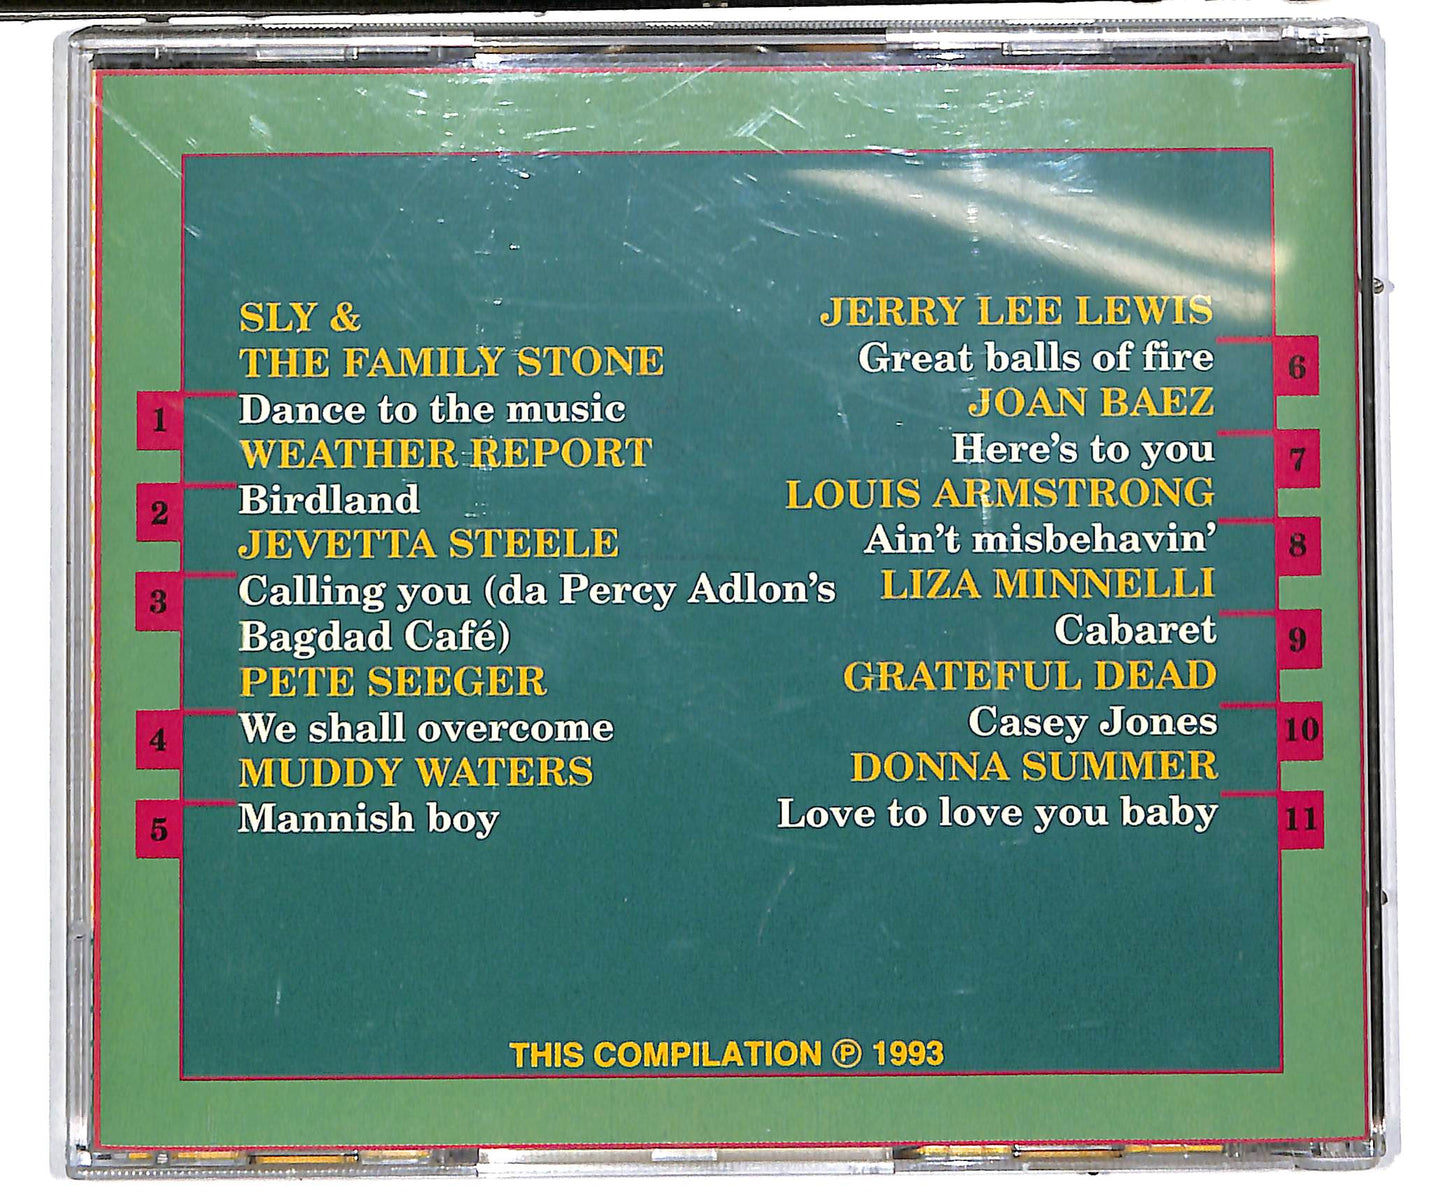 SLY &
THE FAMILY STONE
1 Dance to the music
WEATHER REPORT
2 Birdland
JEVETTA STEELE
3 Calling you (da Percy Adlon's
Bagdad Café)
PETE SEEGER
4 We shall overcome
MUDDY WATERS
5 Mannish boy
JERRY LEE LEWIS
Great balls of fire 6
JOAN BAEZ
Here's to you 7
LOUIS ARMSTRONG
Ain't misbehavin' 8
LIZA MINNELLI
Cabaret 9
GRATEFUL DEAD
Casey Jones 10
DONNA SUMMER
Love to love you baby 11
THIS COMPILATION ℗ 1993